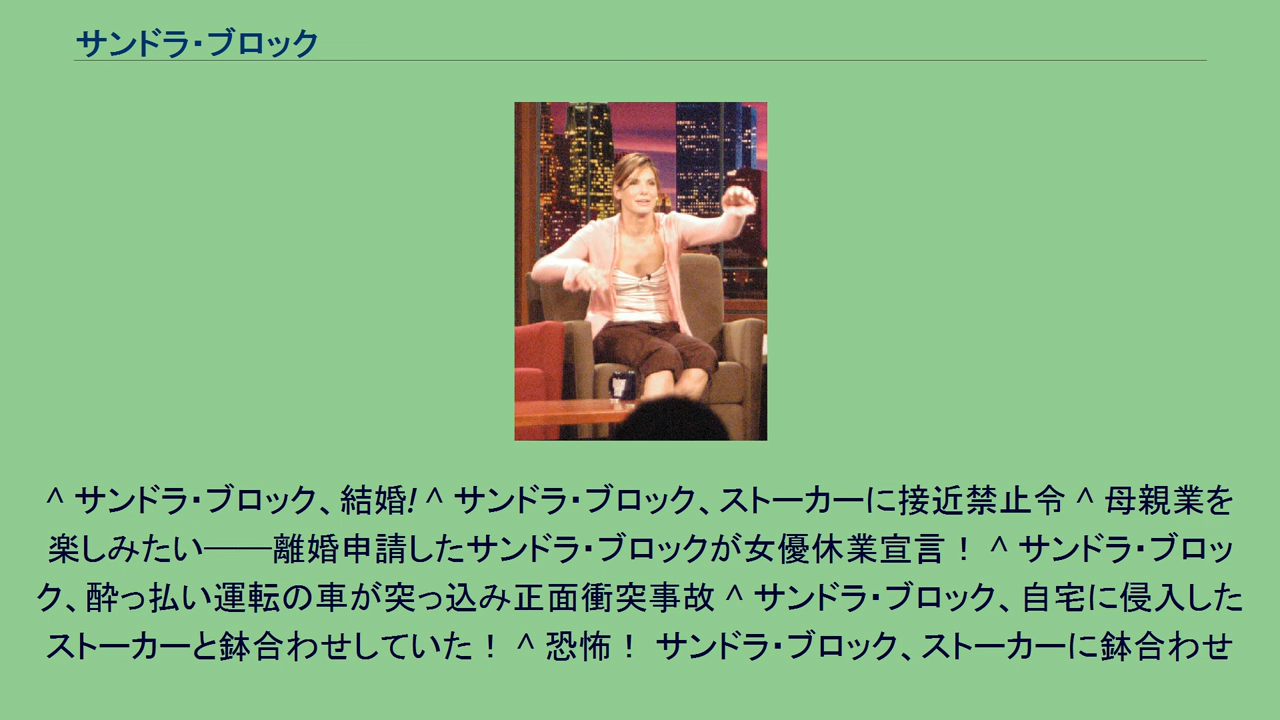 サンドラ・ブロック
^ サンドラ・ブロック、結婚! ^ サンドラ・ブロック、ストーカーに接近禁止令 ^ 母親業を
楽しみたい――離婚申請したサンドラ・ブロックが女優休業宣言！ ^ サンドラ・ブロッ
ク、酔っ払い運転の車が突っ込み正面衝突事故 ^ サンドラ・ブロック、自宅に侵入した
ストーカーと鉢合わせしていた！ ^ 恐怖！ サンドラ・ブロック、ストーカーに鉢合わせ